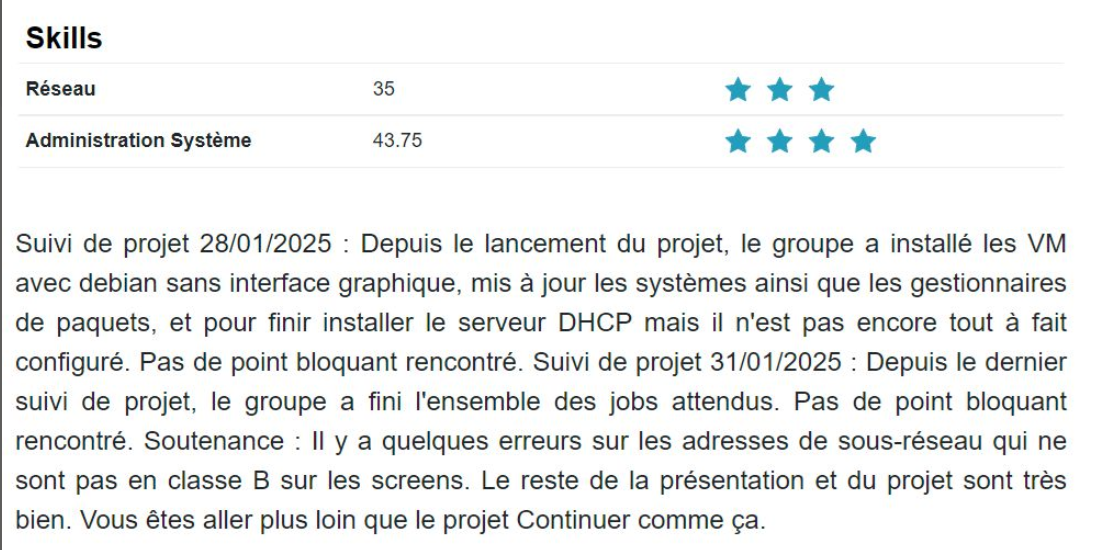 Skills
Réseau 35
Administration Système 43.75
Suivi de projet 28/01/2025 : Depuis le lancement du projet, le groupe a installé les VM
avec debian sans interface graphique, mis à jour les systèmes ainsi que les gestionnaires
de paquets, et pour finir installer le serveur DHCP mais il n'est pas encore tout à fait
configuré. Pas de point bloquant rencontré. Suivi de projet 31/01/2025 : Depuis le dernier
suivi de projet, le groupe a fini l'ensemble des jobs attendus. Pas de point bloquant
rencontré. Soutenance : Il y a quelques erreurs sur les adresses de sous-réseau qui ne
sont pas en classe B sur les screens. Le reste de la présentation et du projet sont très
bien. Vous êtes aller plus loin que le projet Continuer comme ça.